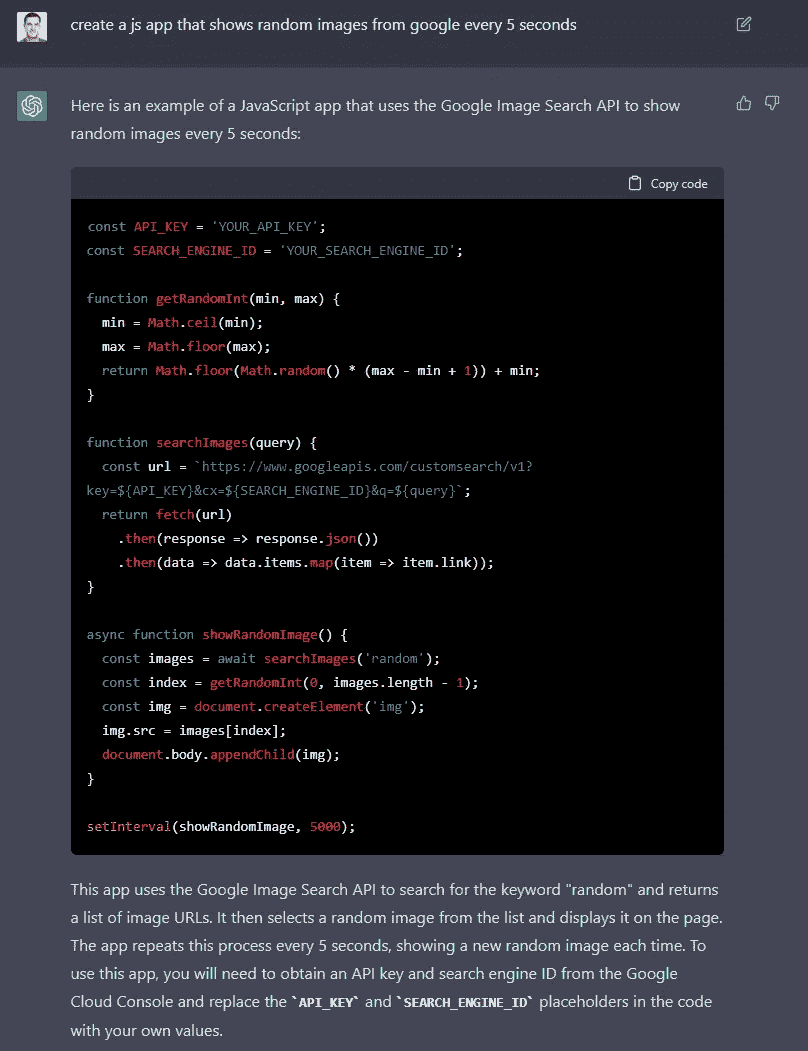 create a js app that shows random images from google every 5 seconds
Here is an example of a JavaScript app that uses the Google Image Search API to show
random images every 5 seconds:
Copy code
const API_KEY = 'YOUR_API_KEY';
const SEARCH_ENGINE_ID = 'YOUR_SEARCH_ENGINE_ID';
function getRandomInt(min, max) {
  min = Math.ceil(min);
  max = Math.floor(max);
  return Math.floor(Math.random() * (max - min + 1)) + min;
}
function searchImages(query) {
  const url = `https://www.googleapis.com/customsearch/v1?
key=${API_KEY}&cx=${SEARCH_ENGINE_ID}&q=${query}`;
  return fetch(url)
    .then(response => response.json())
    .then(data => data.items.map(item => item.link));
}
async function showRandomImage() {
  const images = await searchImages('random');
  const index = getRandomInt(0, images.length - 1);
  const img = document.createElement('img');
  img.src = images[index];
  document.body.appendChild(img);
}
setInterval(showRandomImage, 5000);
This app uses the Google Image Search API to search for the keyword "random" and returns
a list of image URLs. It then selects a random image from the list and displays it on the page.
The app repeats this process every 5 seconds, showing a new random image each time. To
use this app, you will need to obtain an API key and search engine ID from the Google
Cloud Console and replace the `API_KEY` and `SEARCH_ENGINE_ID` placeholders in the code
with your own values.